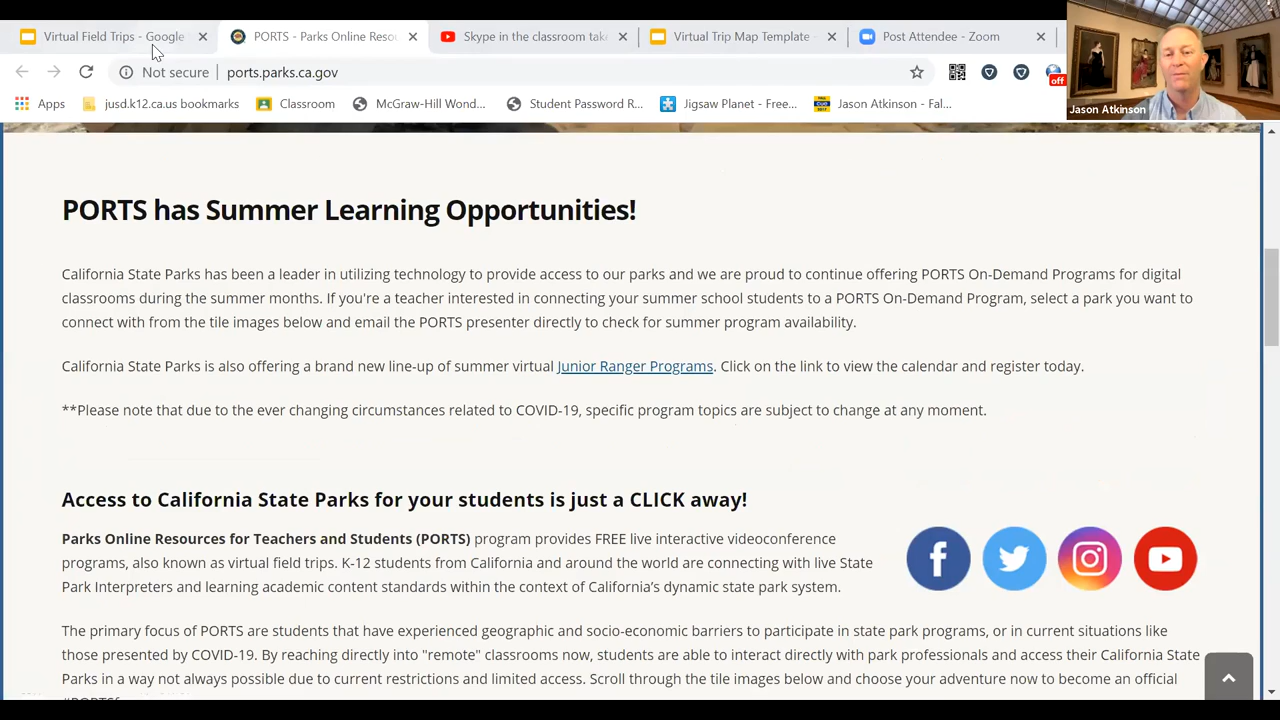 Virtual Field Trips - Google
PORTS - Parks Online Reso
Skype in the classroom tak
Virtual Trip Map Template -
Post Attendee - Zoom
Not secure
ports.parks.ca.gov
off
Apps
jusd.k12.ca.us bookmarks
Classroom
McGraw-Hill Wond...
Student Password R...
Jigsaw Planet - Free...
Jason Atkinson - Fal...
Jason Atkinson
PORTS has Summer Learning Opportunities!
California State Parks has been a leader in utilizing technology to provide access to our parks and we are proud to continue offering PORTS On-Demand Programs for digital
classrooms during the summer months. If you're a teacher interested in connecting your summer school students to a PORTS On-Demand Program, select a park you want to
connect with from the tile images below and email the PORTS presenter directly to check for summer program availability.
California State Parks is also offering a brand new line-up of summer virtual Junior Ranger Programs. Click on the link to view the calendar and register today.
**Please note that due to the ever changing circumstances related to COVID-19, specific program topics are subject to change at any moment.
Access to California State Parks for your students is just a CLICK away!
Parks Online Resources for Teachers and Students (PORTS) program provides FREE live interactive videoconference
programs, also known as virtual field trips. K-12 students from California and around the world are connecting with live State
Park Interpreters and learning academic content standards within the context of California's dynamic state park system.
The primary focus of PORTS are students that have experienced geographic and socio-economic barriers to participate in state park programs, or in current situations like
those presented by COVID-19. By reaching directly into "remote" classrooms now, students are able to interact directly with park professionals and access their California State
Parks in a way not always possible due to current restrictions and limited access. Scroll through the tile images below and choose your adventure now to become an official